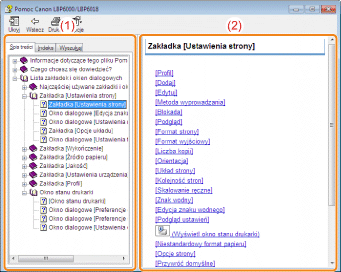 Pomoc Canon LBP6000/LBP6018
(1)
(2)
Ukryj Wstecz Druk Opcje
Spis treści Indeks Wyszukaj
Informacje dotyczące tego pliku Pom
Czego chcesz się dowiedzieć?
Lista zakładek i okien dialogowych
Najczęściej używane zakładki i ok
Zakładka [Ustawienia strony]
Zakładka [Ustawienia strony]
Okno dialogowe [Edycja znaku
Okno dialogowe [Ustawienia n
Zakładka [Opcje układu]
Okno dialogowe [Ustawienia
Zakładka [Wykończenie]
Zakładka [Źródło papieru]
Zakładka [Jakość]
Zakładka [Ustawienia urządzenia
Zakładka [Profil]
Okno stanu drukarki
[Okno stanu drukarki]
Okno dialogowe [Preferencje
Okno dialogowe [Preferencje
Okno dialogowe [Ustawienia
Zakładka [Ustawienia strony]
[Profil]
[Dodaj]
[Edytuj]
[Metoda wyprowadzania]
[Blokada]
[Podgląd]
[Format strony]
[Format wyjściowy]
[Liczba kopii]
[Orientacja]
[Układ strony]
[Kolejność stron]
[Skalowanie ręczne]
[Znak wodny]
[Edycja znaku wodnego]
[Podgląd ustawień]
(Wyświetl okno stanu drukarki)
[Niestandardowy format papieru]
[Opcje strony]
[Przywróć domyślne]